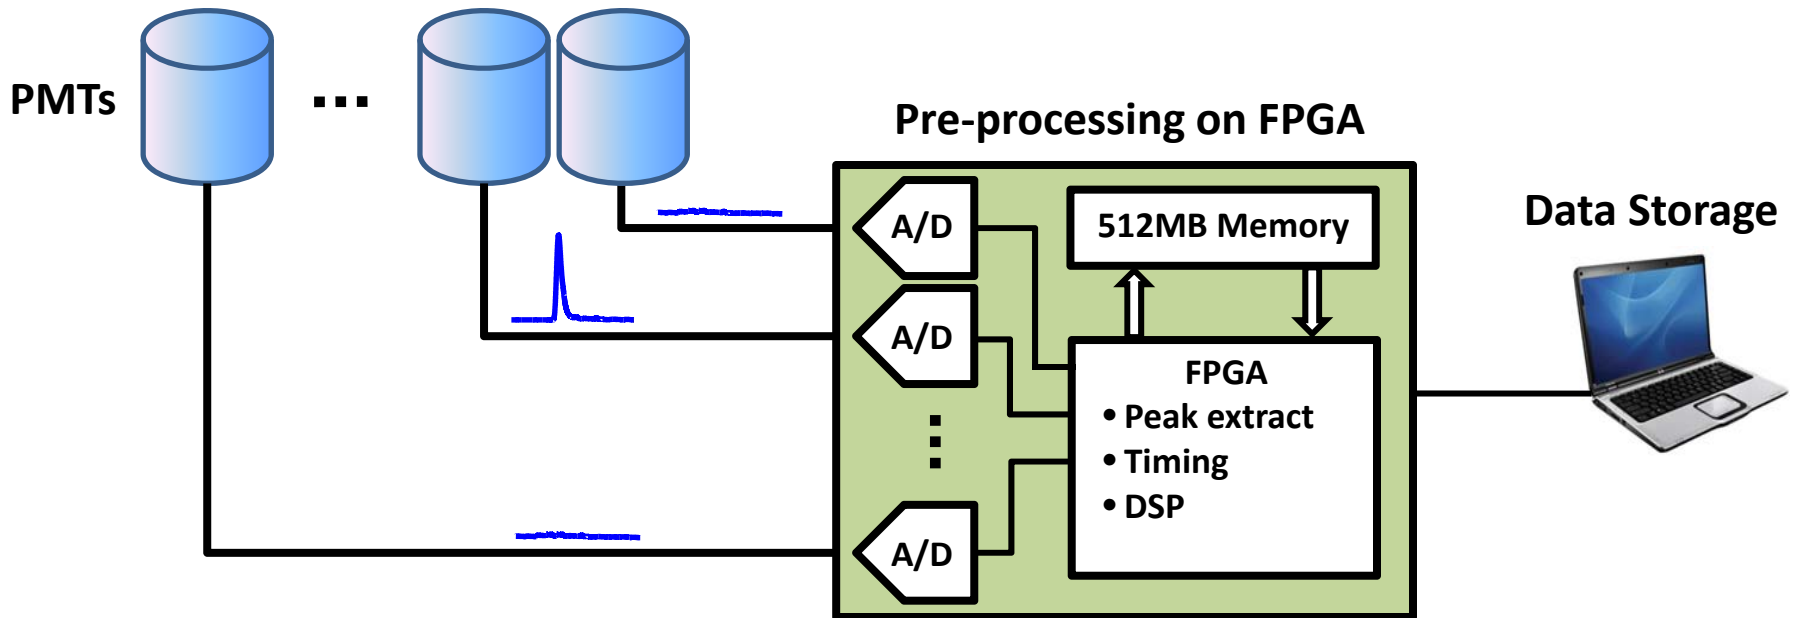 PMTs
...
Pre-processing on FPGA
A/D
512MB Memory
Data Storage
A/D
FPGA
• Peak extract
• Timing
• DSP
A/D